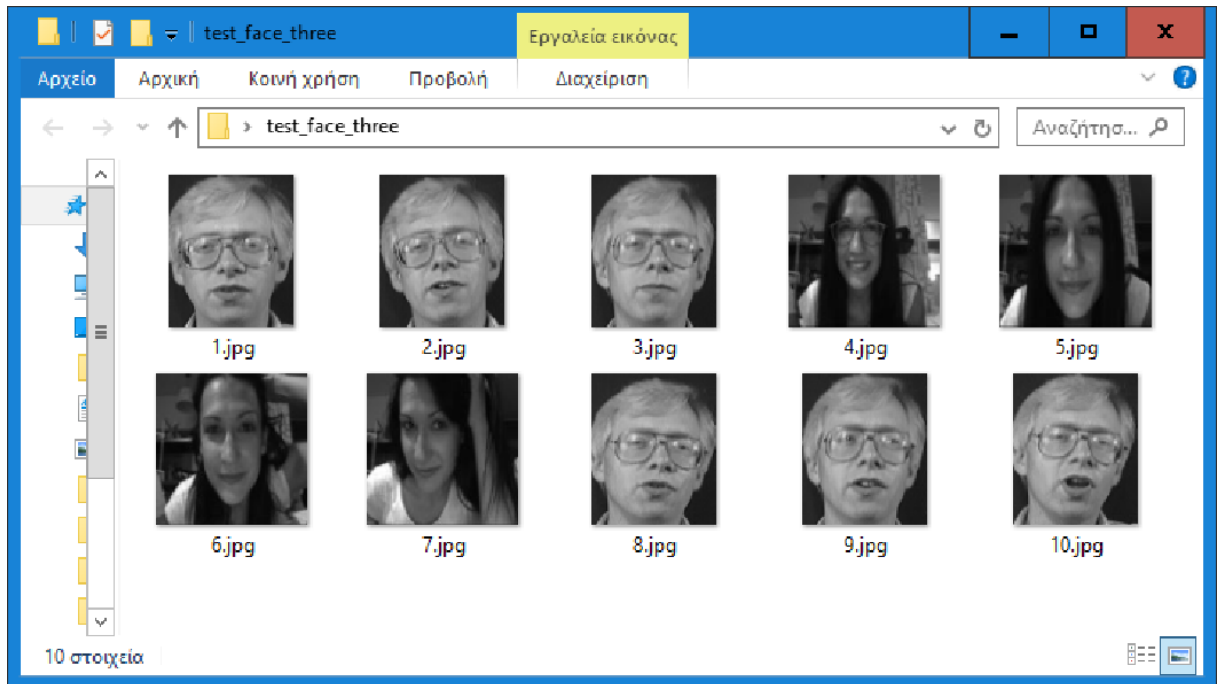 test_face_three
Εργαλεία εικόνας
Αρχείο Αρχική Κοινή χρήση Προβολή Διαχείριση
test_face_three
Αναζήτησ...
1.jpg 2.jpg 3.jpg 4.jpg 5.jpg
6.jpg 7.jpg 8.jpg 9.jpg 10.jpg
10 στοιχεία